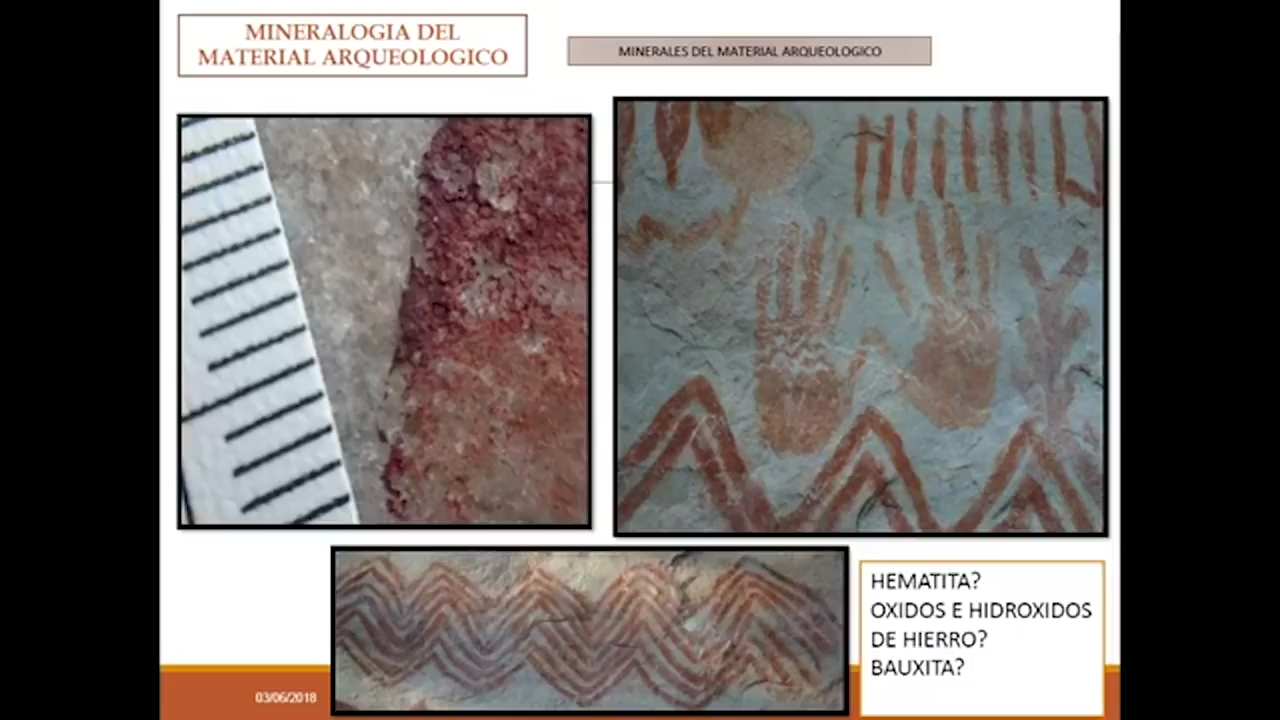 MINERALOGIA DEL
MATERIAL ARQUEOLOGICO
MINERALES DEL MATERIAL ARQUEOLOGICO
HEMATITA?
OXIDOS E HIDROXIDOS
DE HIERRO?
BAUXITA?
03/06/2018